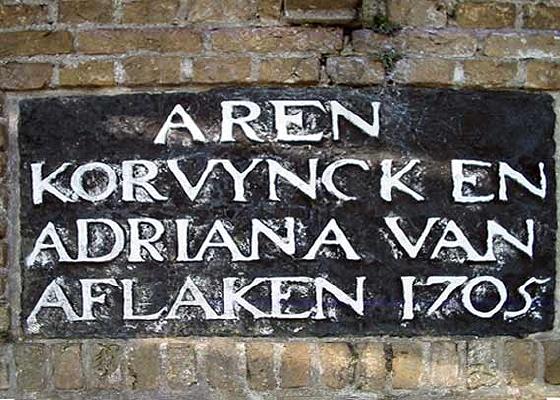 AREN
KORVYNCK EN
ADRIANA VAN
AFLAKEN 1705